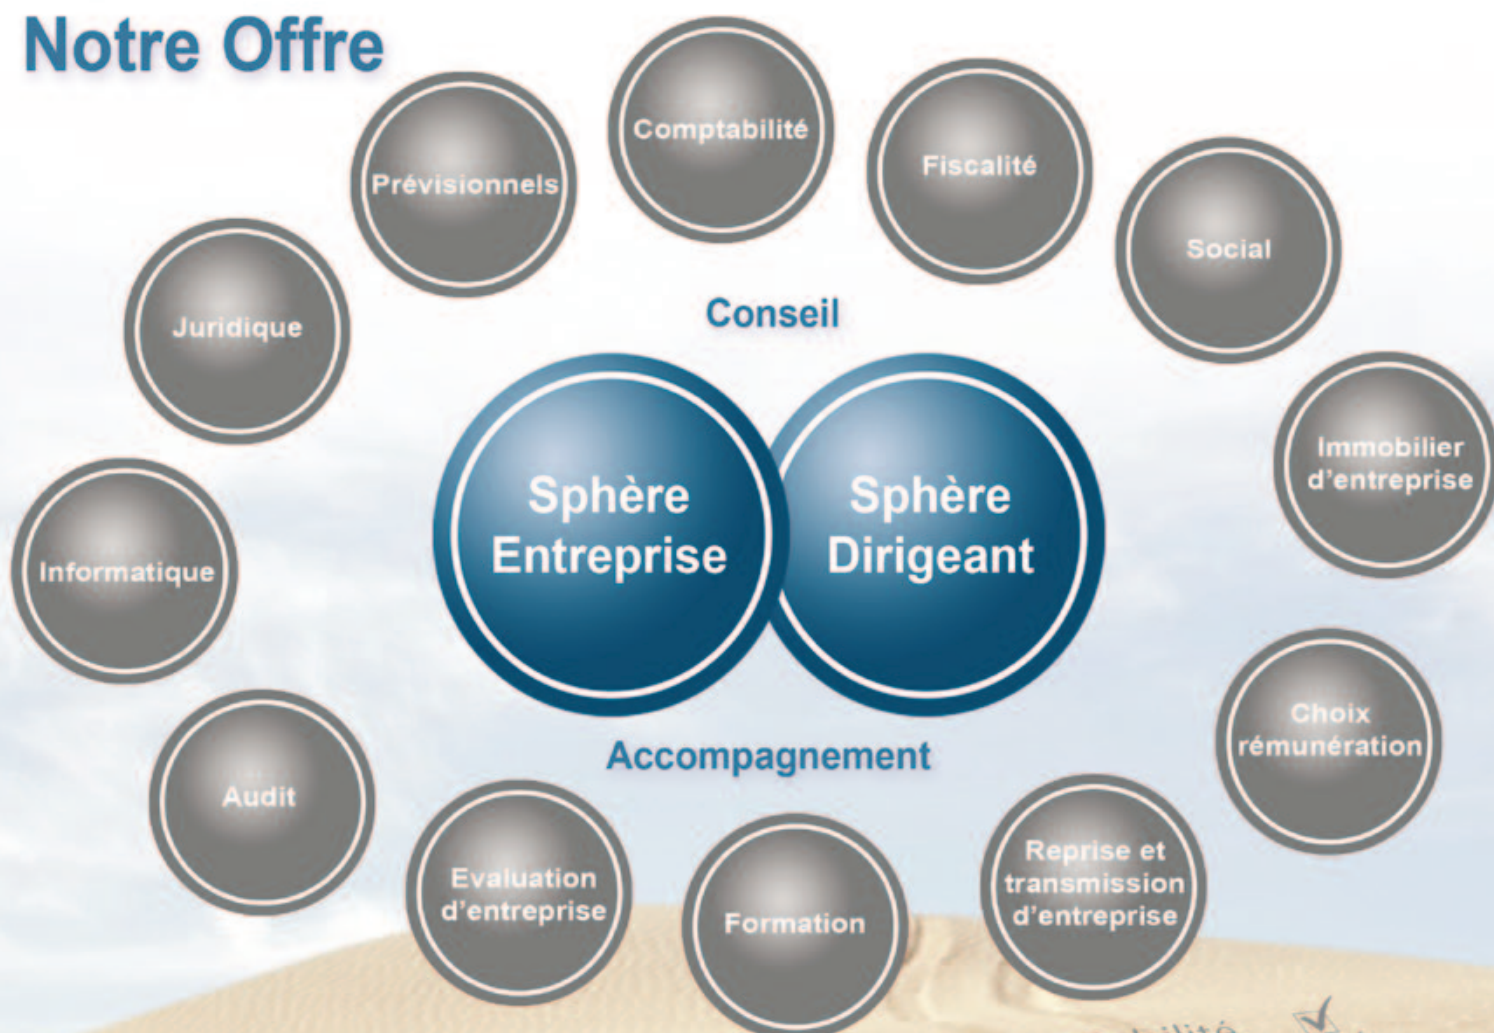 Notre Offre
Comptabilité
Prévisionnels
Fiscalité
Social
Juridique
Conseil
Immobilier
d'entreprise
Sphère
Entreprise
Sphère
Dirigeant
Informatique
Choix
rémunération
Accompagnement
Audit
Evaluation
d'entreprise
Formation
Reprise et
transmission
d'entreprise